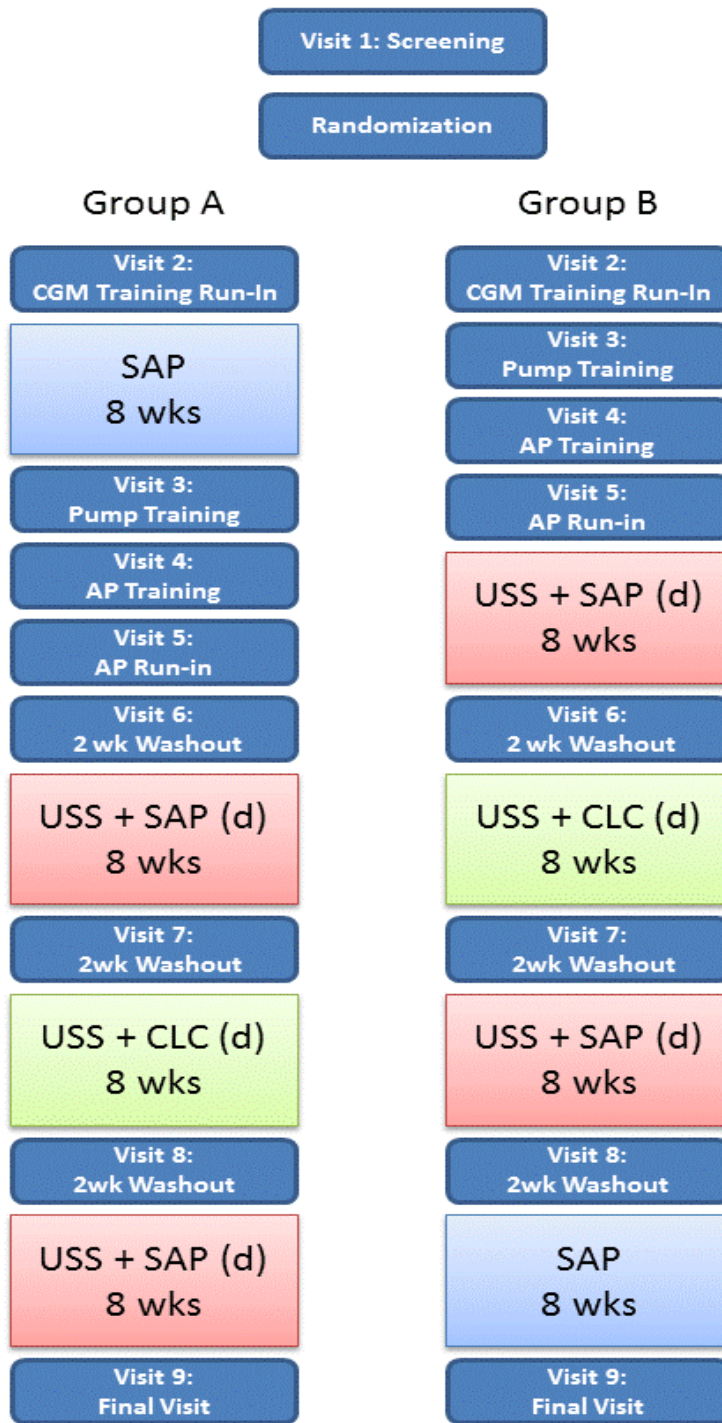 Visit 1: Screening
Randomization
Group A
Visit 2:
CGM Training Run-In
SAP
8 wks
Visit 3:
Pump Training
Visit 4:
AP Training
Visit 5:
AP Run-in
Visit 6:
2 wk Washout
USS + SAP (d)
8 wks
Visit 7:
2wk Washout
USS + CLC (d)
8 wks
Visit 8:
2wk Washout
USS + SAP (d)
8 wks
Visit 9:
Final Visit
Group B
Visit 2:
CGM Training Run-In
Visit 3:
Pump Training
Visit 4:
AP Training
Visit 5:
AP Run-in
USS + SAP (d)
8 wks
Visit 6:
2 wk Washout
USS + CLC (d)
8 wks
Visit 7:
2wk Washout
USS + SAP (d)
8 wks
Visit 8:
2wk Washout
SAP
8 wks
Visit 9:
Final Visit